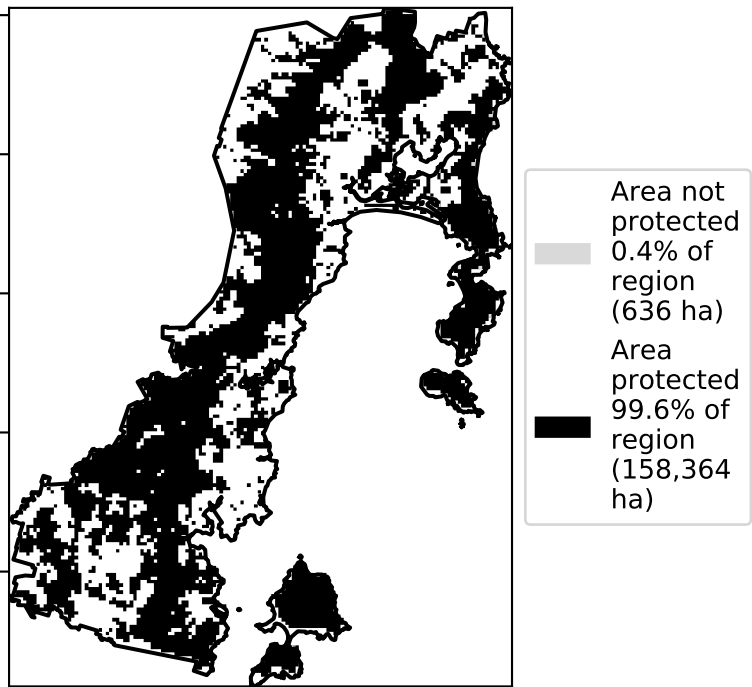 Area not
protected
0.4% of
region
(636 ha)
Area
protected
99.6% of
region
(158,364
ha)